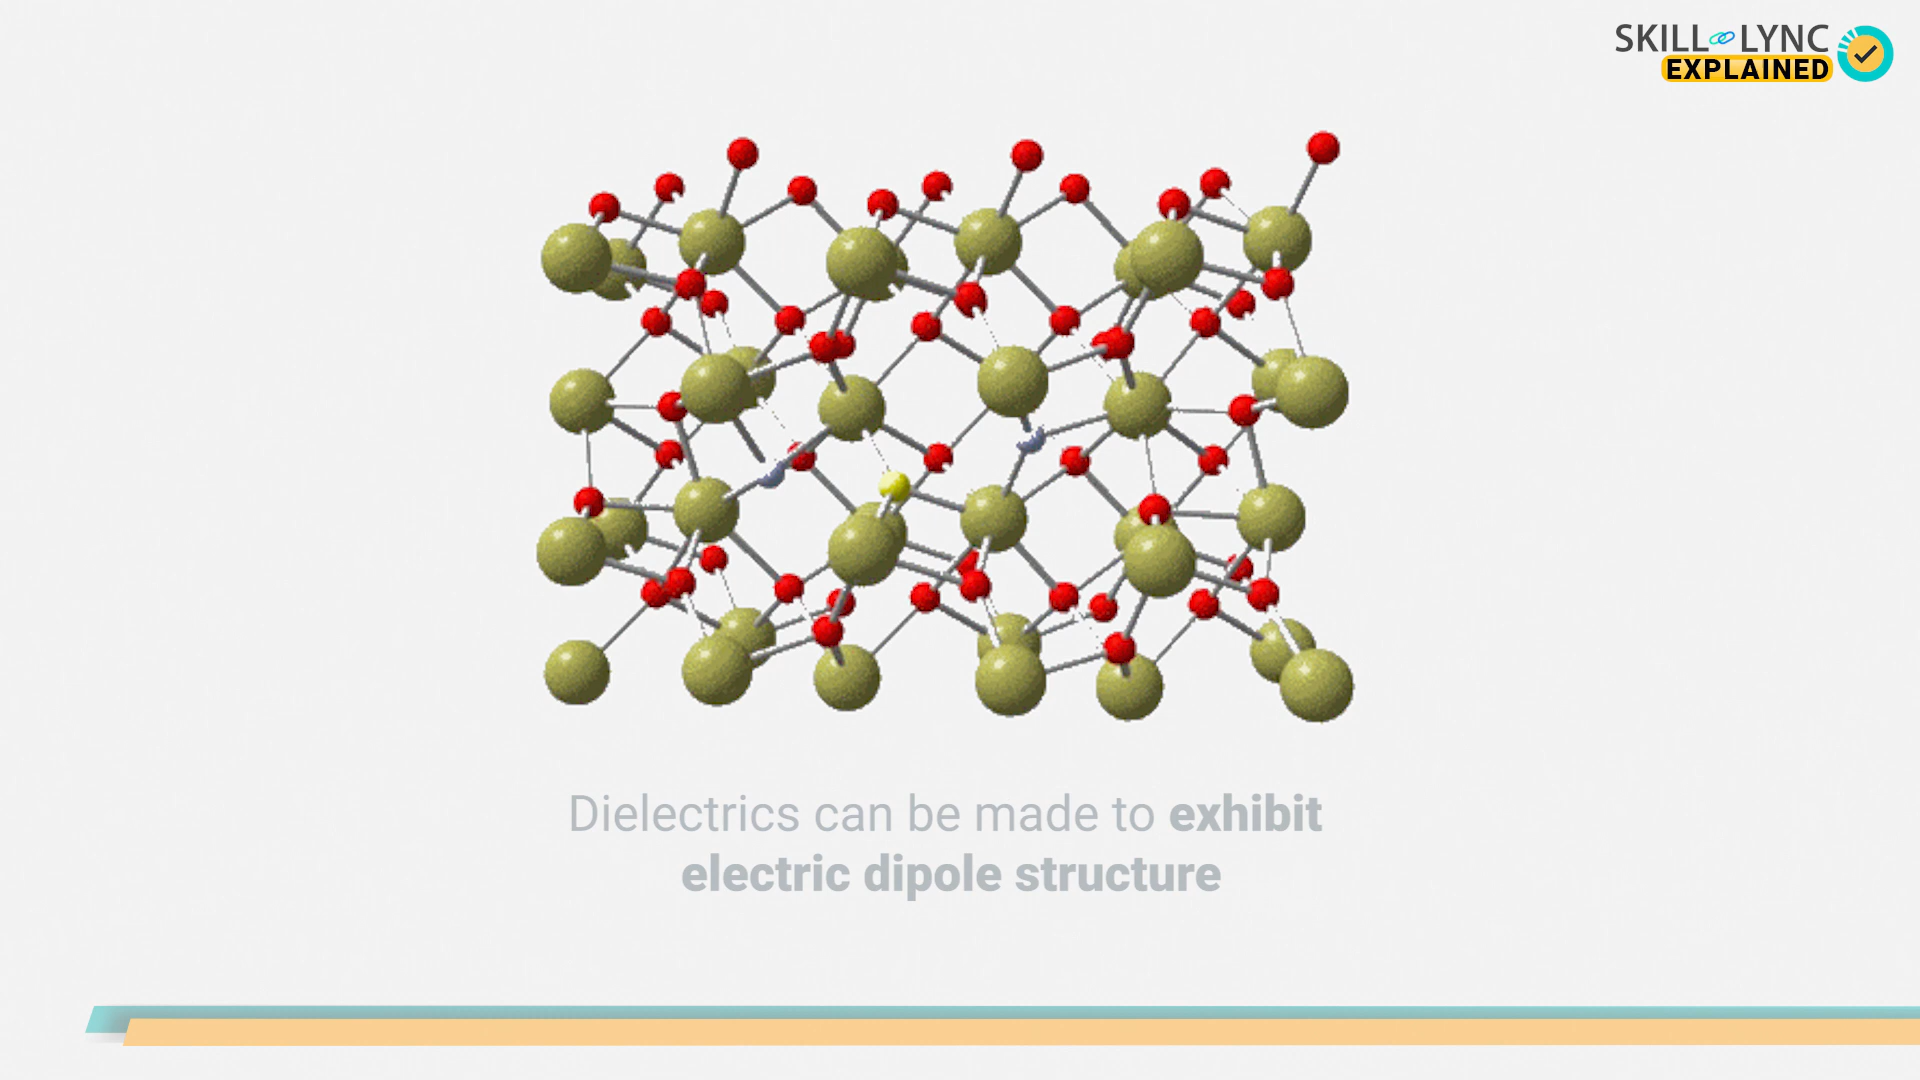 SKILL LYNC
EXPLAINED
Dielectrics can be made to exhibit
electric dipole structure